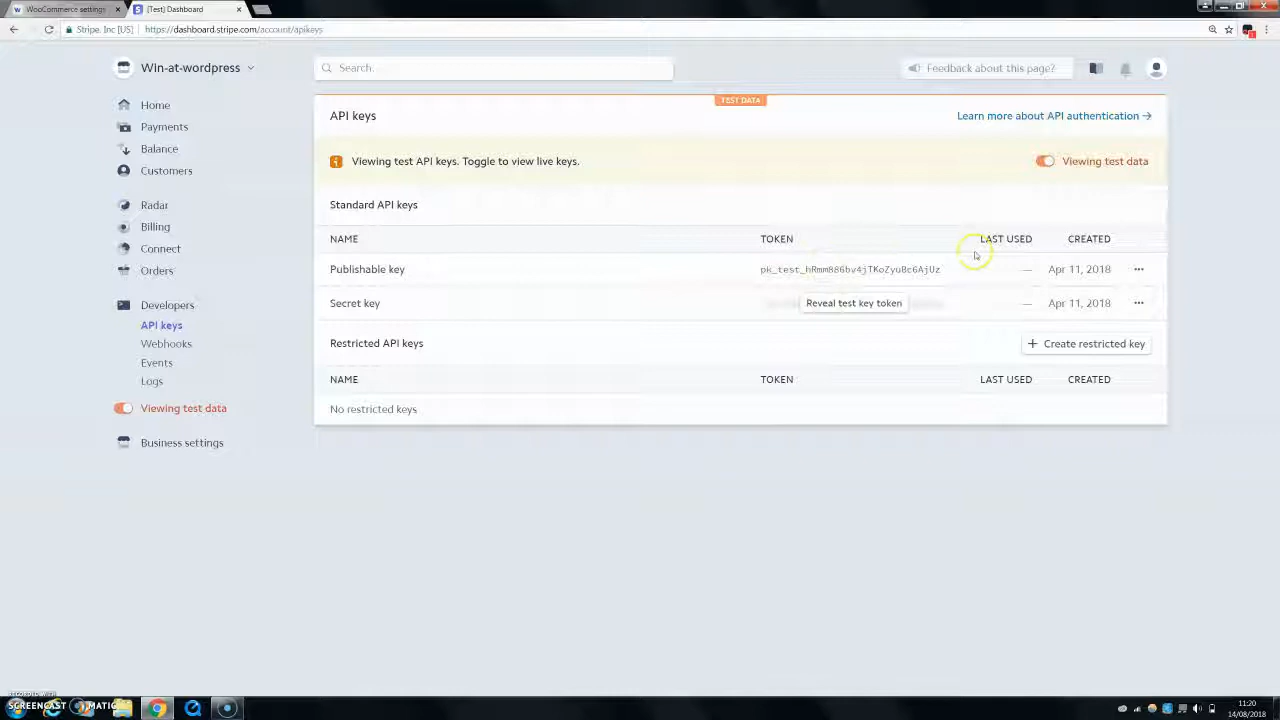 WooCommerce settings
[Test] Dashboard
Stripe, Inc [US] https://dashboard.stripe.com/account/apikeys
Win-at-wordpress
Search...
Feedback about this page?
Home
Payments
Balance
Customers
Radar
Billing
Connect
Orders
Developers
API keys
Webhooks
Events
Logs
Viewing test data
Business settings
TEST DATA
API keys
Learn more about API authentication →
Viewing test API keys. Toggle to view live keys.
Viewing test data
Standard API keys
NAME TOKEN LAST USED CREATED
Publishable key pk_test_hRmm886bv4jTKoZyuBc6AjUz — Apr 11, 2018
Secret key Reveal test key token — Apr 11, 2018
Restricted API keys
+ Create restricted key
NAME TOKEN LAST USED CREATED
No restricted keys
RECORDED WITH
SCREENCAST MATIC
11:20
14/08/2018